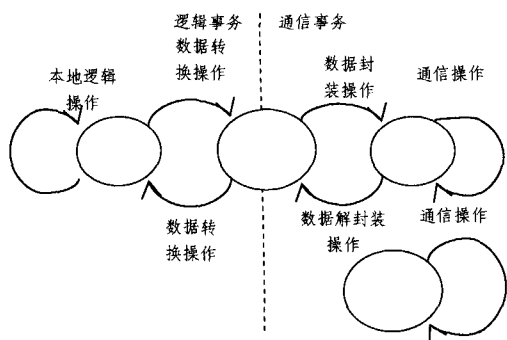 逻辑事务
通信事务
数据转
换操作
本地逻辑
操作
数据封
装操作
通信操作
数据转
换操作
数据解封装
操作
通信操作